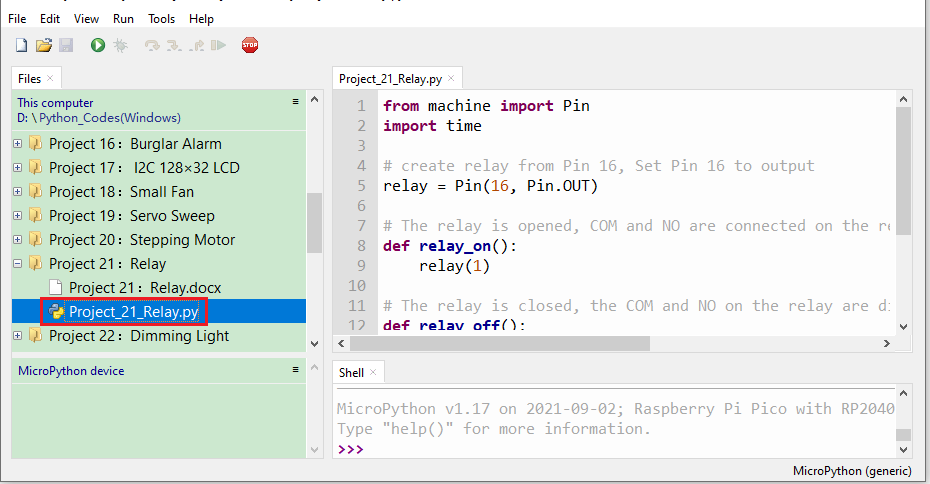 File Edit View Run Tools Help
STOP
Files
This computer
D: \ Python_Codes(Windows)
Project 16：Burglar Alarm
Project 17： I2C 128×32 LCD
Project 18：Small Fan
Project 19：Servo Sweep
Project 20：Stepping Motor
Project 21：Relay
Project 21：Relay.docx
Project_21_Relay.py
Project 22：Dimming Light
MicroPython device
Project_21_Relay.py
1 from machine import Pin
2 import time
3
4 # create relay from Pin 16, Set Pin 16 to output
5 relay = Pin(16, Pin.OUT)
6
7 # The relay is opened, COM and NO are connected on the re
8 def relay_on():
9     relay(1)
10
11 # The relay is closed, the COM and NO on the relay are di
12 def relay_off():
Shell
MicroPython v1.17 on 2021-09-02; Raspberry Pi Pico with RP2040
Type "help()" for more information.
>>>
MicroPython (generic)